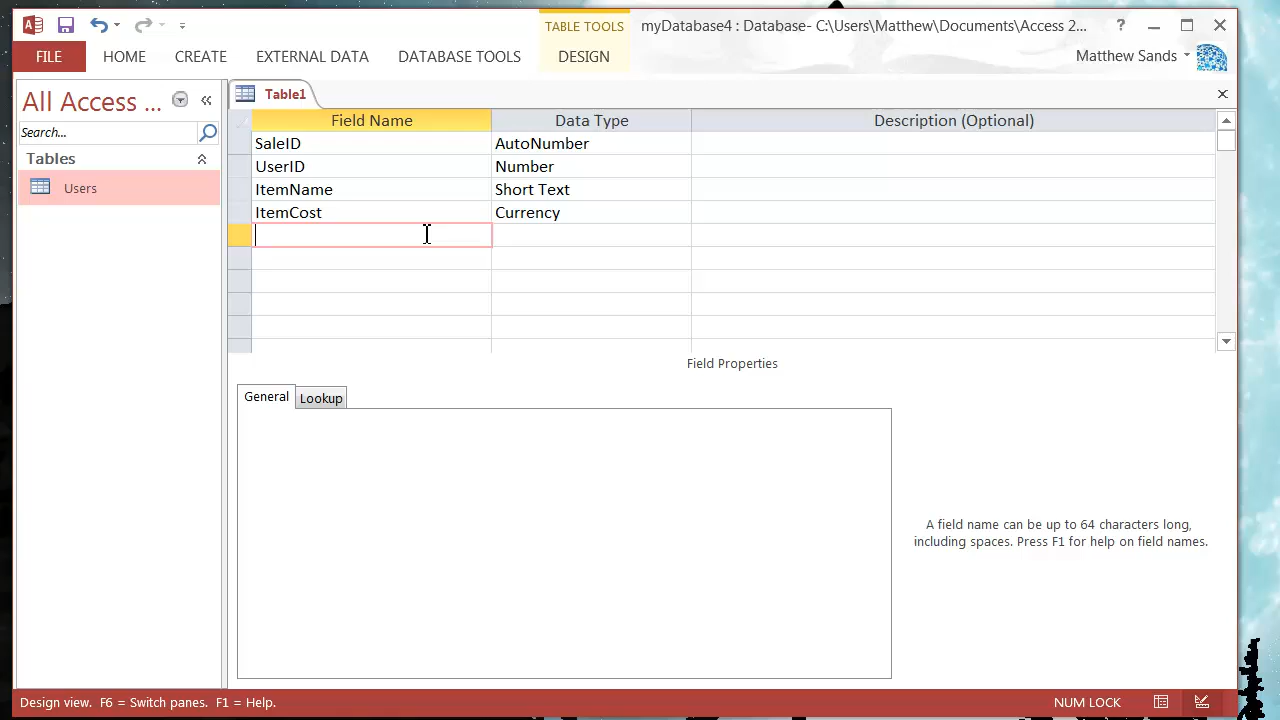 TABLE TOOLS
myDatabase4 : Database- C:\Users\Matthew\Documents\Access 2...
?
FILE
HOME
CREATE
EXTERNAL DATA
DATABASE TOOLS
DESIGN
Matthew Sands
All Access ...
Search...
Tables
Users
Table1
Field Name Data Type Description (Optional)
SaleID AutoNumber
UserID Number
ItemName Short Text
ItemCost Currency
Field Properties
General
Lookup
A field name can be up to 64 characters long,
including spaces. Press F1 for help on field names.
Design view. F6 = Switch panes. F1 = Help.
NUM LOCK